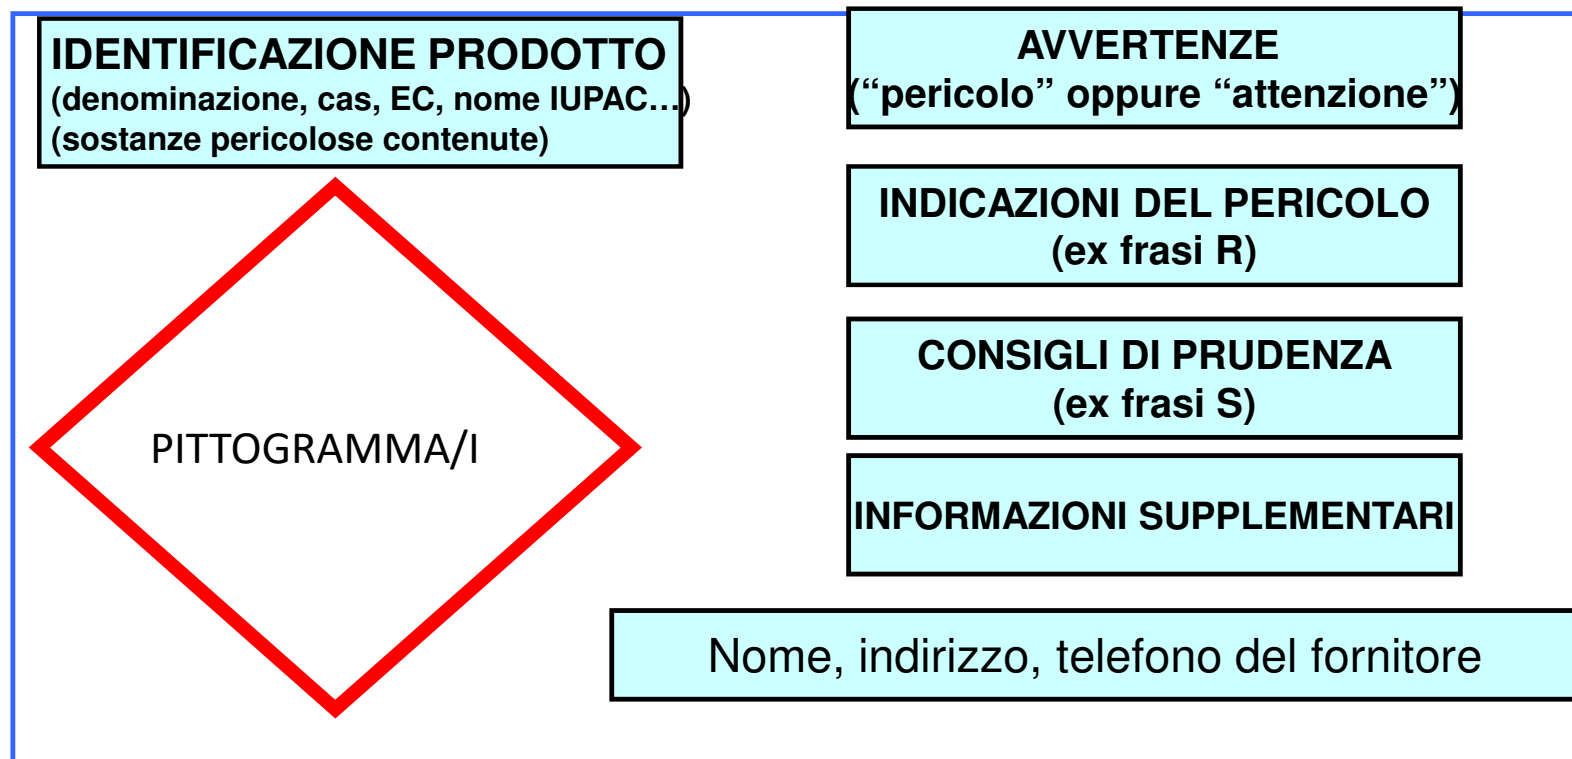 IDENTIFICAZIONE PRODOTTO
(denominazione, cas, EC, nome IUPAC…)
(sostanze pericolose contenute)
PITTOGRAMMA/I
AVVERTENZE
(“pericolo” oppure “attenzione”)
INDICAZIONI DEL PERICOLO
(ex frasi R)
CONSIGLI DI PRUDENZA
(ex frasi S)
INFORMAZIONI SUPPLEMENTARI
Nome, indirizzo, telefono del fornitore